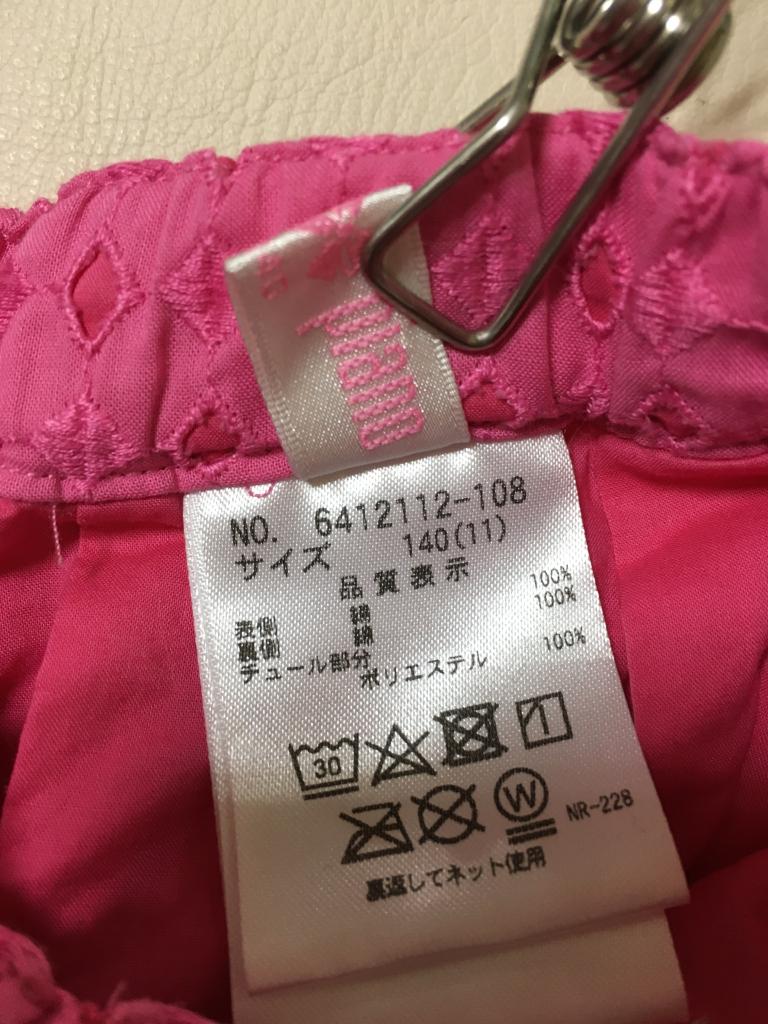 piano
NO. 6412112-108
サイズ 140(11)
品質表示
表側 綿 100%
裏側 綿 100%
チュール部分 ポリエステル 100%
30
W
NR-228
裏返してネット使用